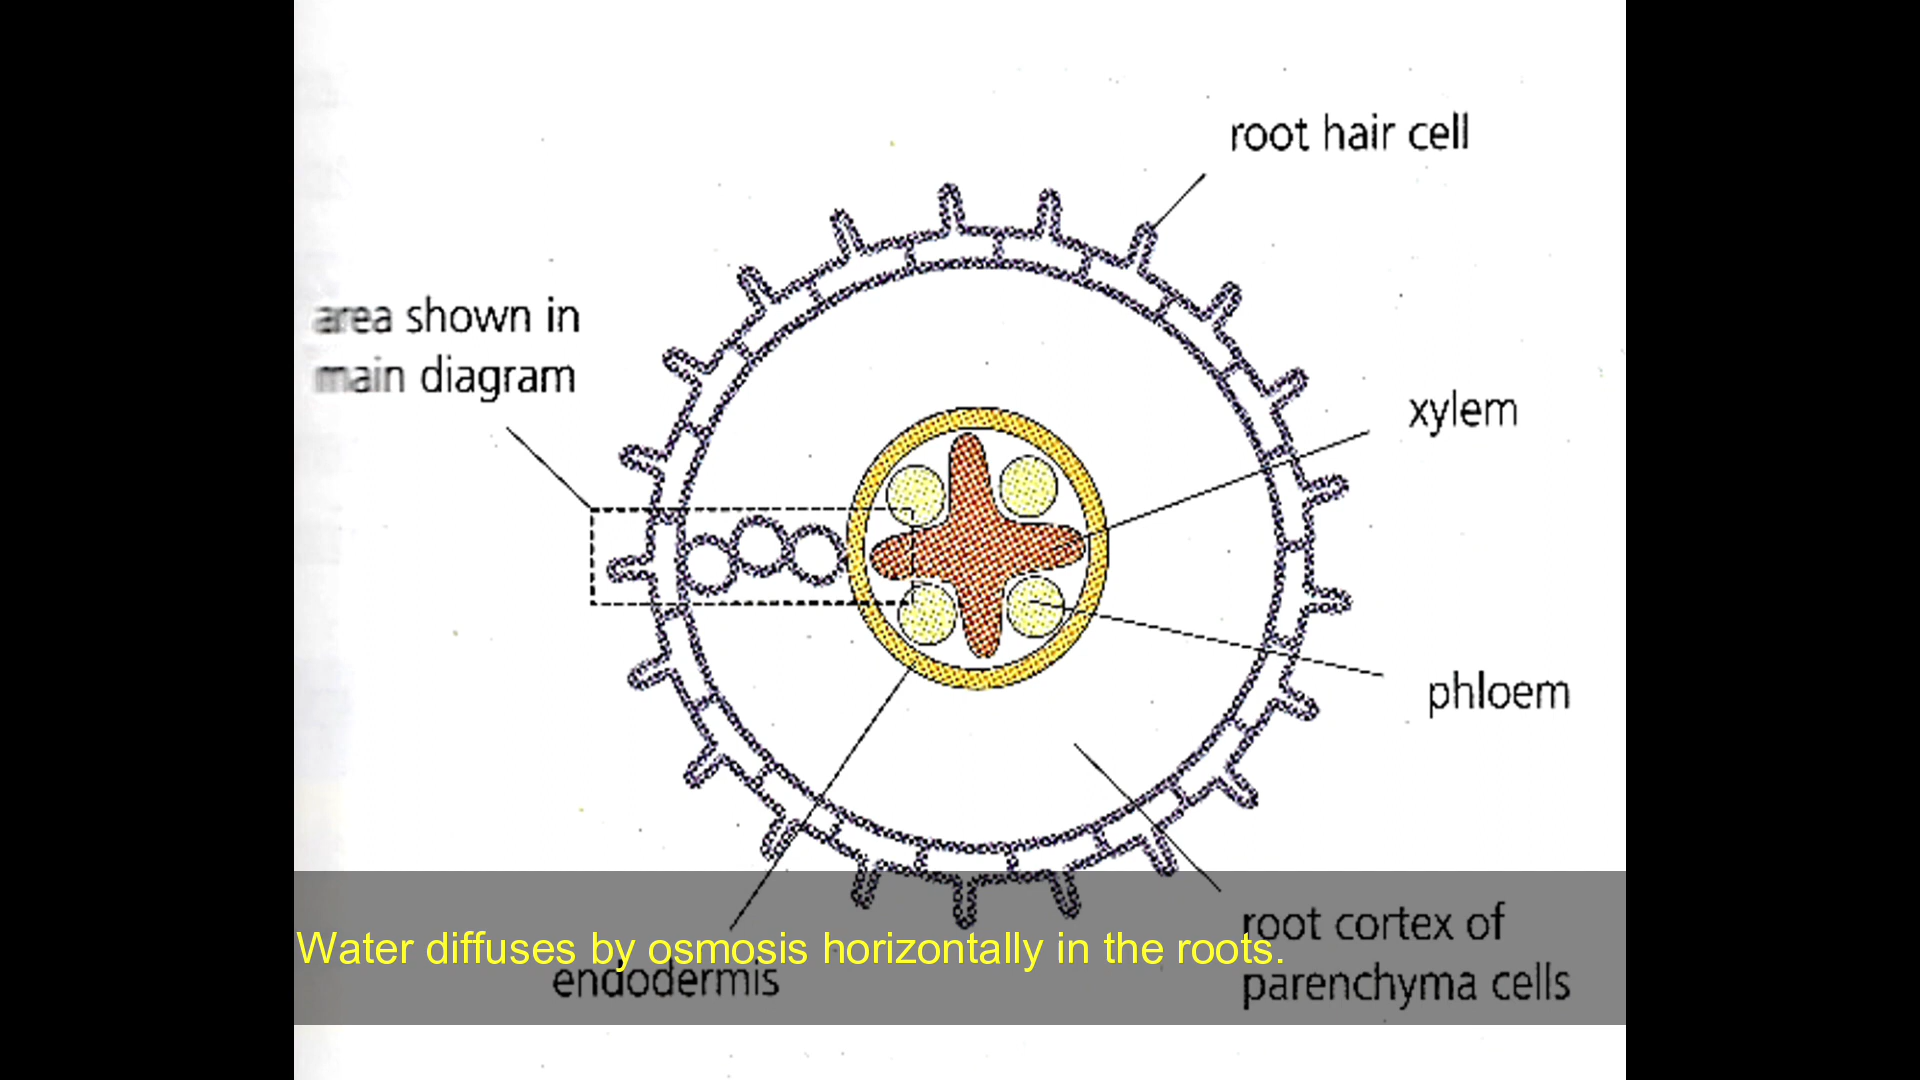 root hair cell
area shown in
main diagram
xylem
phloem
root cortex of
parenchyma cells
Water diffuses by osmosis horizontally in the roots.
endodermis